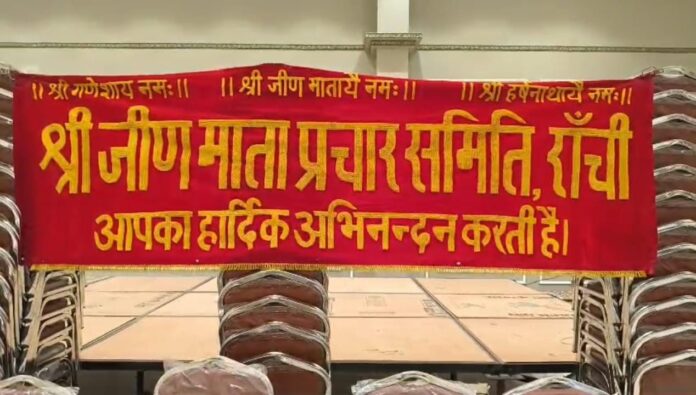 ।। श्री गणेशाय नमः।। ।। श्री जीण मातायै नमः।। ।। श्री हर्षनाथायै नमः।।
श्री जीण माता प्रचार समिति, राँची
आपका हार्दिक अभिनन्दन करती है।